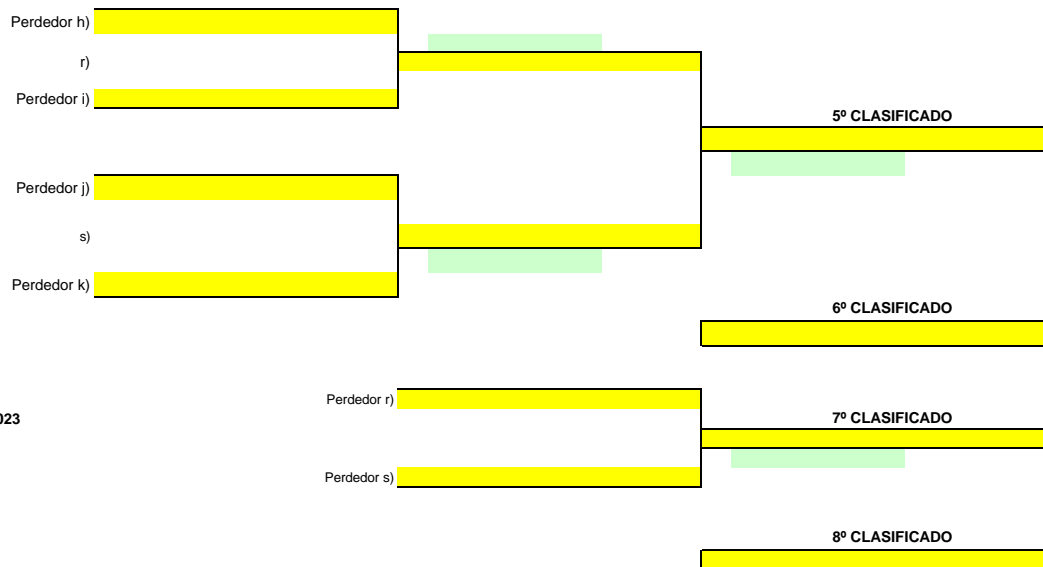 Perdedor h)
r)
Perdedor i)
5º CLASIFICADO
Perdedor j)
s)
Perdedor k)
6º CLASIFICADO
Perdedor r)
023
7º CLASIFICADO
Perdedor s)
8º CLASIFICADO